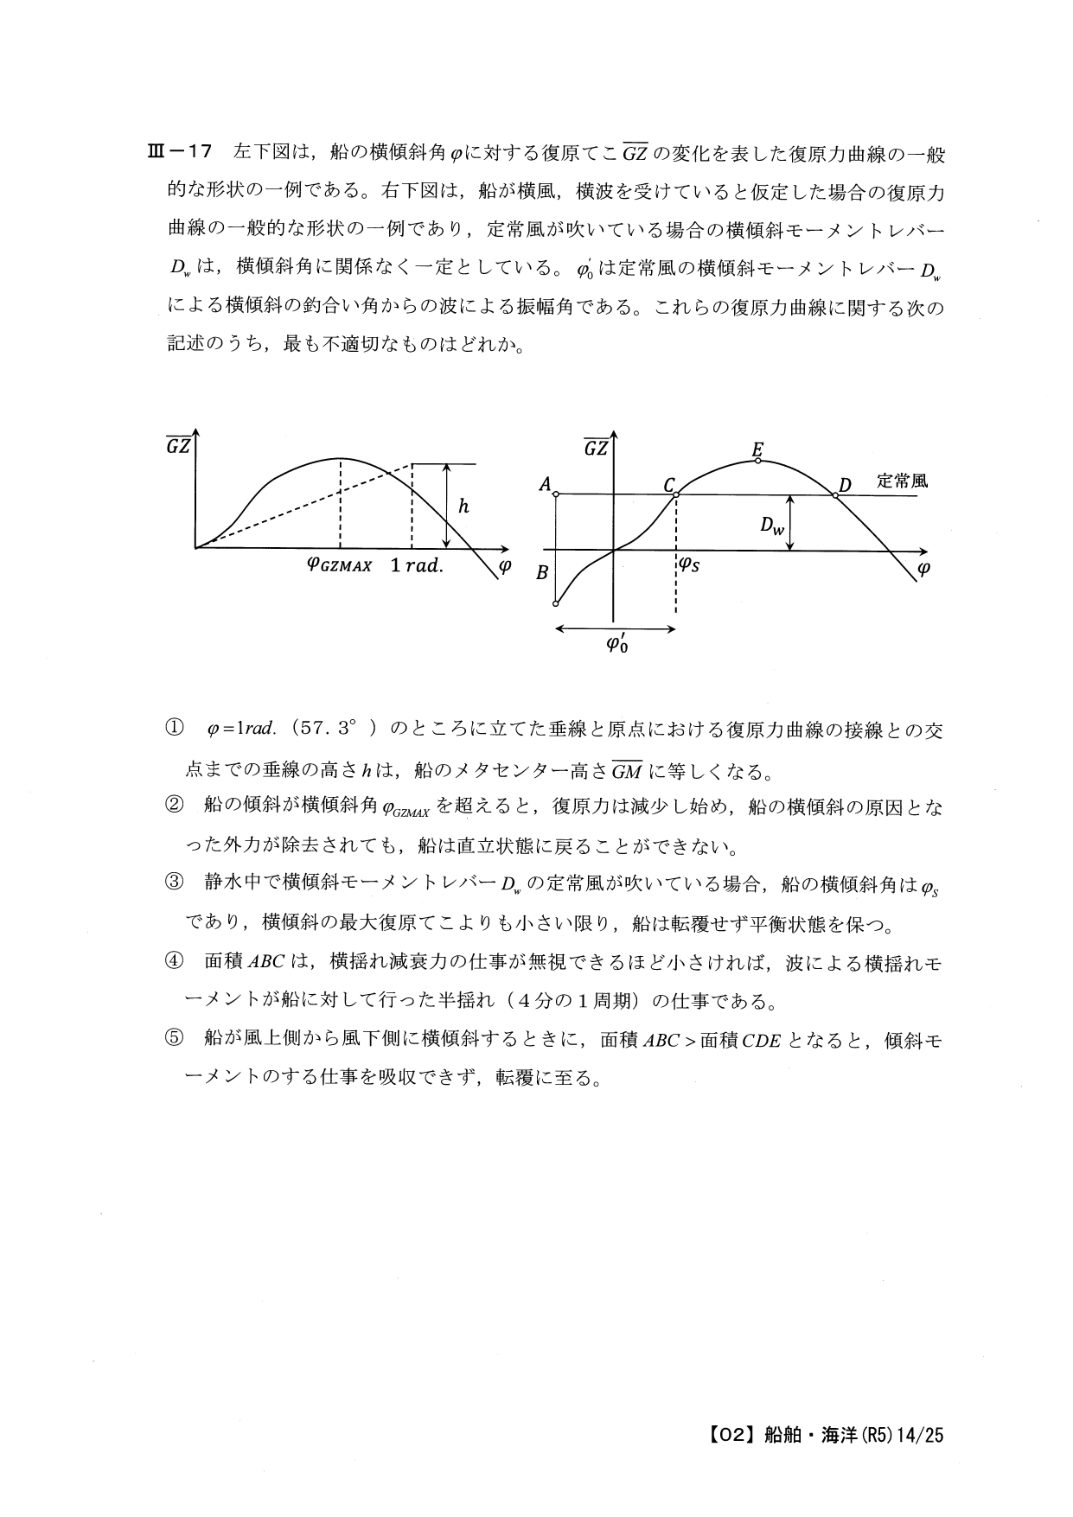 Ⅲ－17　左下図は，船の横傾斜角φに対する復原てこGZの変化を表した復原力曲線の一般
的な形状の一例である。右下図は，船が横風，横波を受けていると仮定した場合の復原力
曲線の一般的な形状の一例であり，定常風が吹いている場合の横傾斜モーメントレバー
Dwは，横傾斜角に関係なく一定としている。φ0′は定常風の横傾斜モーメントレバーDw
による横傾斜の釣合い角からの波による振幅角である。これらの復原力曲線に関する次の
記述のうち，最も不適切なものはどれか。
GZ
h
φGZMAX 1 rad. φ
GZ
E
A C D 定常風
Dw
B φS φ
φ0′
①　φ=1rad.（57．3°）のところに立てた垂線と原点における復原力曲線の接線との交
点までの垂線の高さhは，船のメタセンター高さGMに等しくなる。
②　船の傾斜が横傾斜角φGZMAXを超えると，復原力は減少し始め，船の横傾斜の原因とな
った外力が除去されても，船は直立状態に戻ることができない。
③　静水中で横傾斜モーメントレバーDwの定常風が吹いている場合，船の横傾斜角はφS
であり，横傾斜の最大復原てこよりも小さい限り，船は転覆せず平衡状態を保つ。
④　面積ABCは，横揺れ減衰力の仕事が無視できるほど小さければ，波による横揺れモ
ーメントが船に対して行った半揺れ（4分の1周期）の仕事である。
⑤　船が風上側から風下側に横傾斜するときに，面積ABC＞面積CDEとなると，傾斜モ
ーメントのする仕事を吸収できず，転覆に至る。
【02】船舶・海洋(R5)14/25